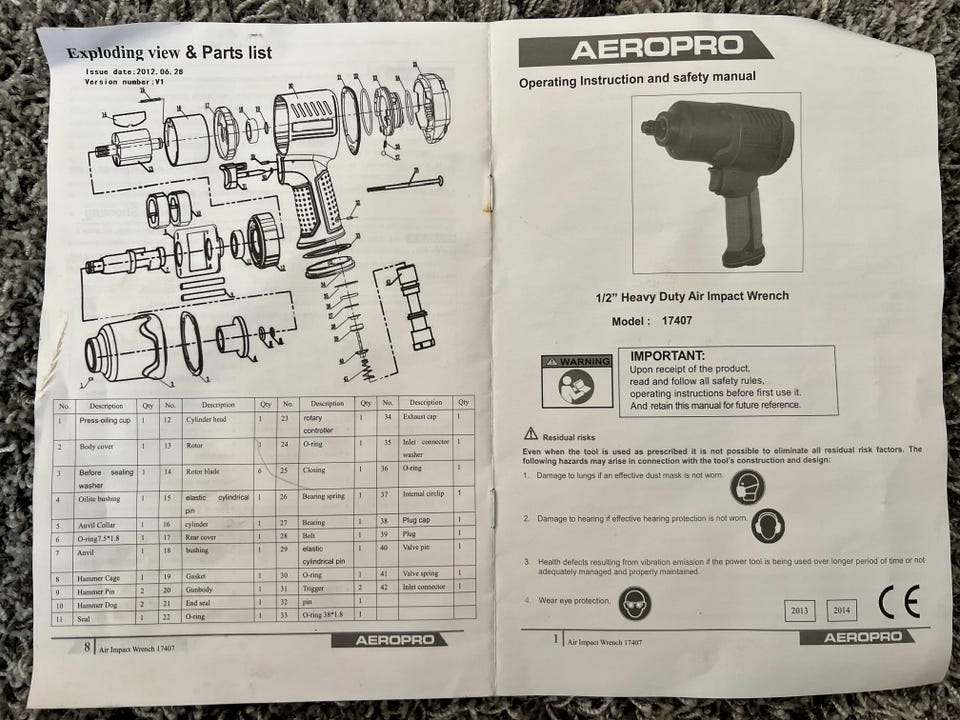 Exploding view & Parts list
Issue date:2012.06.28
Version number:V1
No. Description Qty No. Description Qty No. Description Qty No. Description Qty
1 Press-oiling cup 1 12 Cylinder head 1 23 rotary controller 1 34 Exhaust cap 1
2 Body cover 1 13 Rotor 1 24 O-ring 1 35 Inlet connector washer 1
3 Before sealing washer 1 14 Rotor blade 6 25 Closing 1 36 O-ring 1
4 Oilite bushing 1 15 elastic cylindrical pin 1 26 Bearing spring 1 37 Internal circlip 1
5 Anvil Collar 1 16 cylinder 1 27 Bearing 1 38 Plug cap 1
6 O-ring7.5*1.8 1 17 Rear cover 1 28 Bolt 1 39 Plug 1
7 Anvil 1 18 bushing 1 29 elastic cylindrical pin 1 40 Valve pin 1
8 Hammer Cage 1 19 Gasket 1 30 O-ring 1 41 Valve spring 1
9 Hammer Pin 2 20 Gunbody 1 31 Trigger 2 42 Inlet connector 1
10 Hammer Dog 2 21 End seal 1 32 pin 1
11 Seal 1 22 O-ring 1 33 O-ring 38*1.8 1
AEROPRO
8 Air Impact Wrench 17407
AEROPRO
Operating Instruction and safety manual
1/2" Heavy Duty Air Impact Wrench
Model : 17407
WARNING
IMPORTANT:
Upon receipt of the product,
read and follow all safety rules,
operating instructions before first use it.
And retain this manual for future reference.
Residual risks
Even when the tool is used as prescribed it is not possible to eliminate all residual risk factors. The
following hazards may arise in connection with the tool's construction and design:
1. Damage to lungs if an effective dust mask is not worn.
2. Damage to hearing if effective hearing protection is not worn.
3. Health defects resulting from vibration emission if the power tool is being used over longer period of time or not
adequately managed and properly maintained.
4. Wear eye protection.
2013 2014 CE
1 Air Impact Wrench 17407
AEROPRO